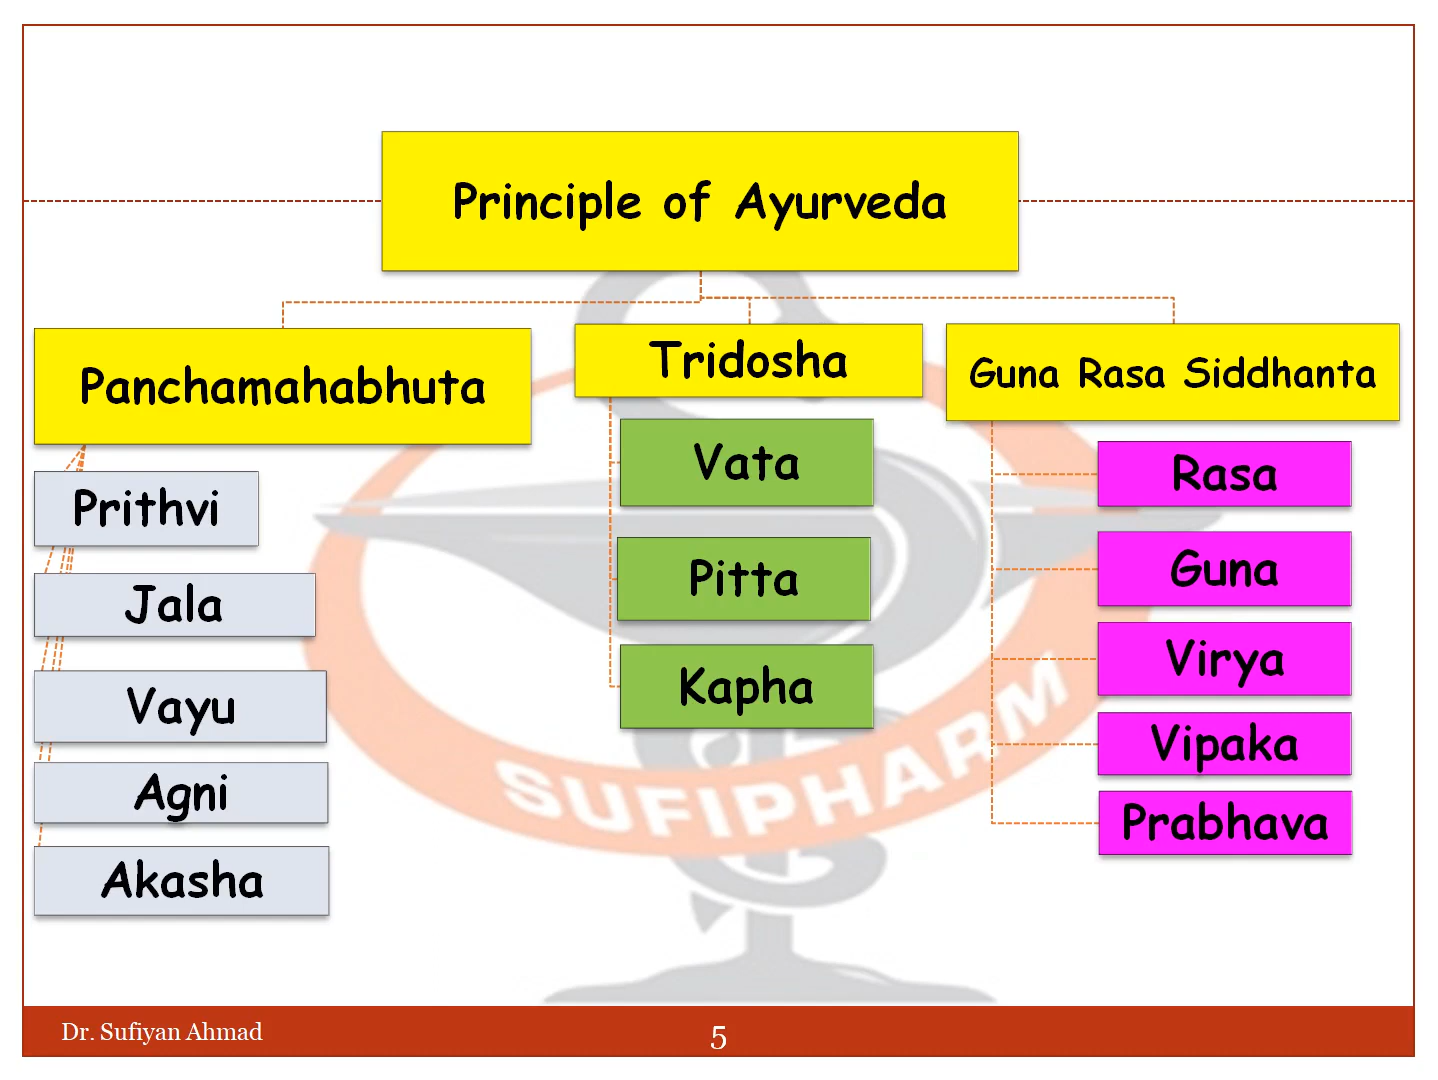 Principle of Ayurveda
Panchamahabhuta
Prithvi
Jala
Vayu
Agni
Akasha
Tridosha
Vata
Pitta
Kapha
Guna Rasa Siddhanta
Rasa
Guna
Virya
Vipaka
Prabhava
SUFIPHARM
Dr. Sufiyan Ahmad
5